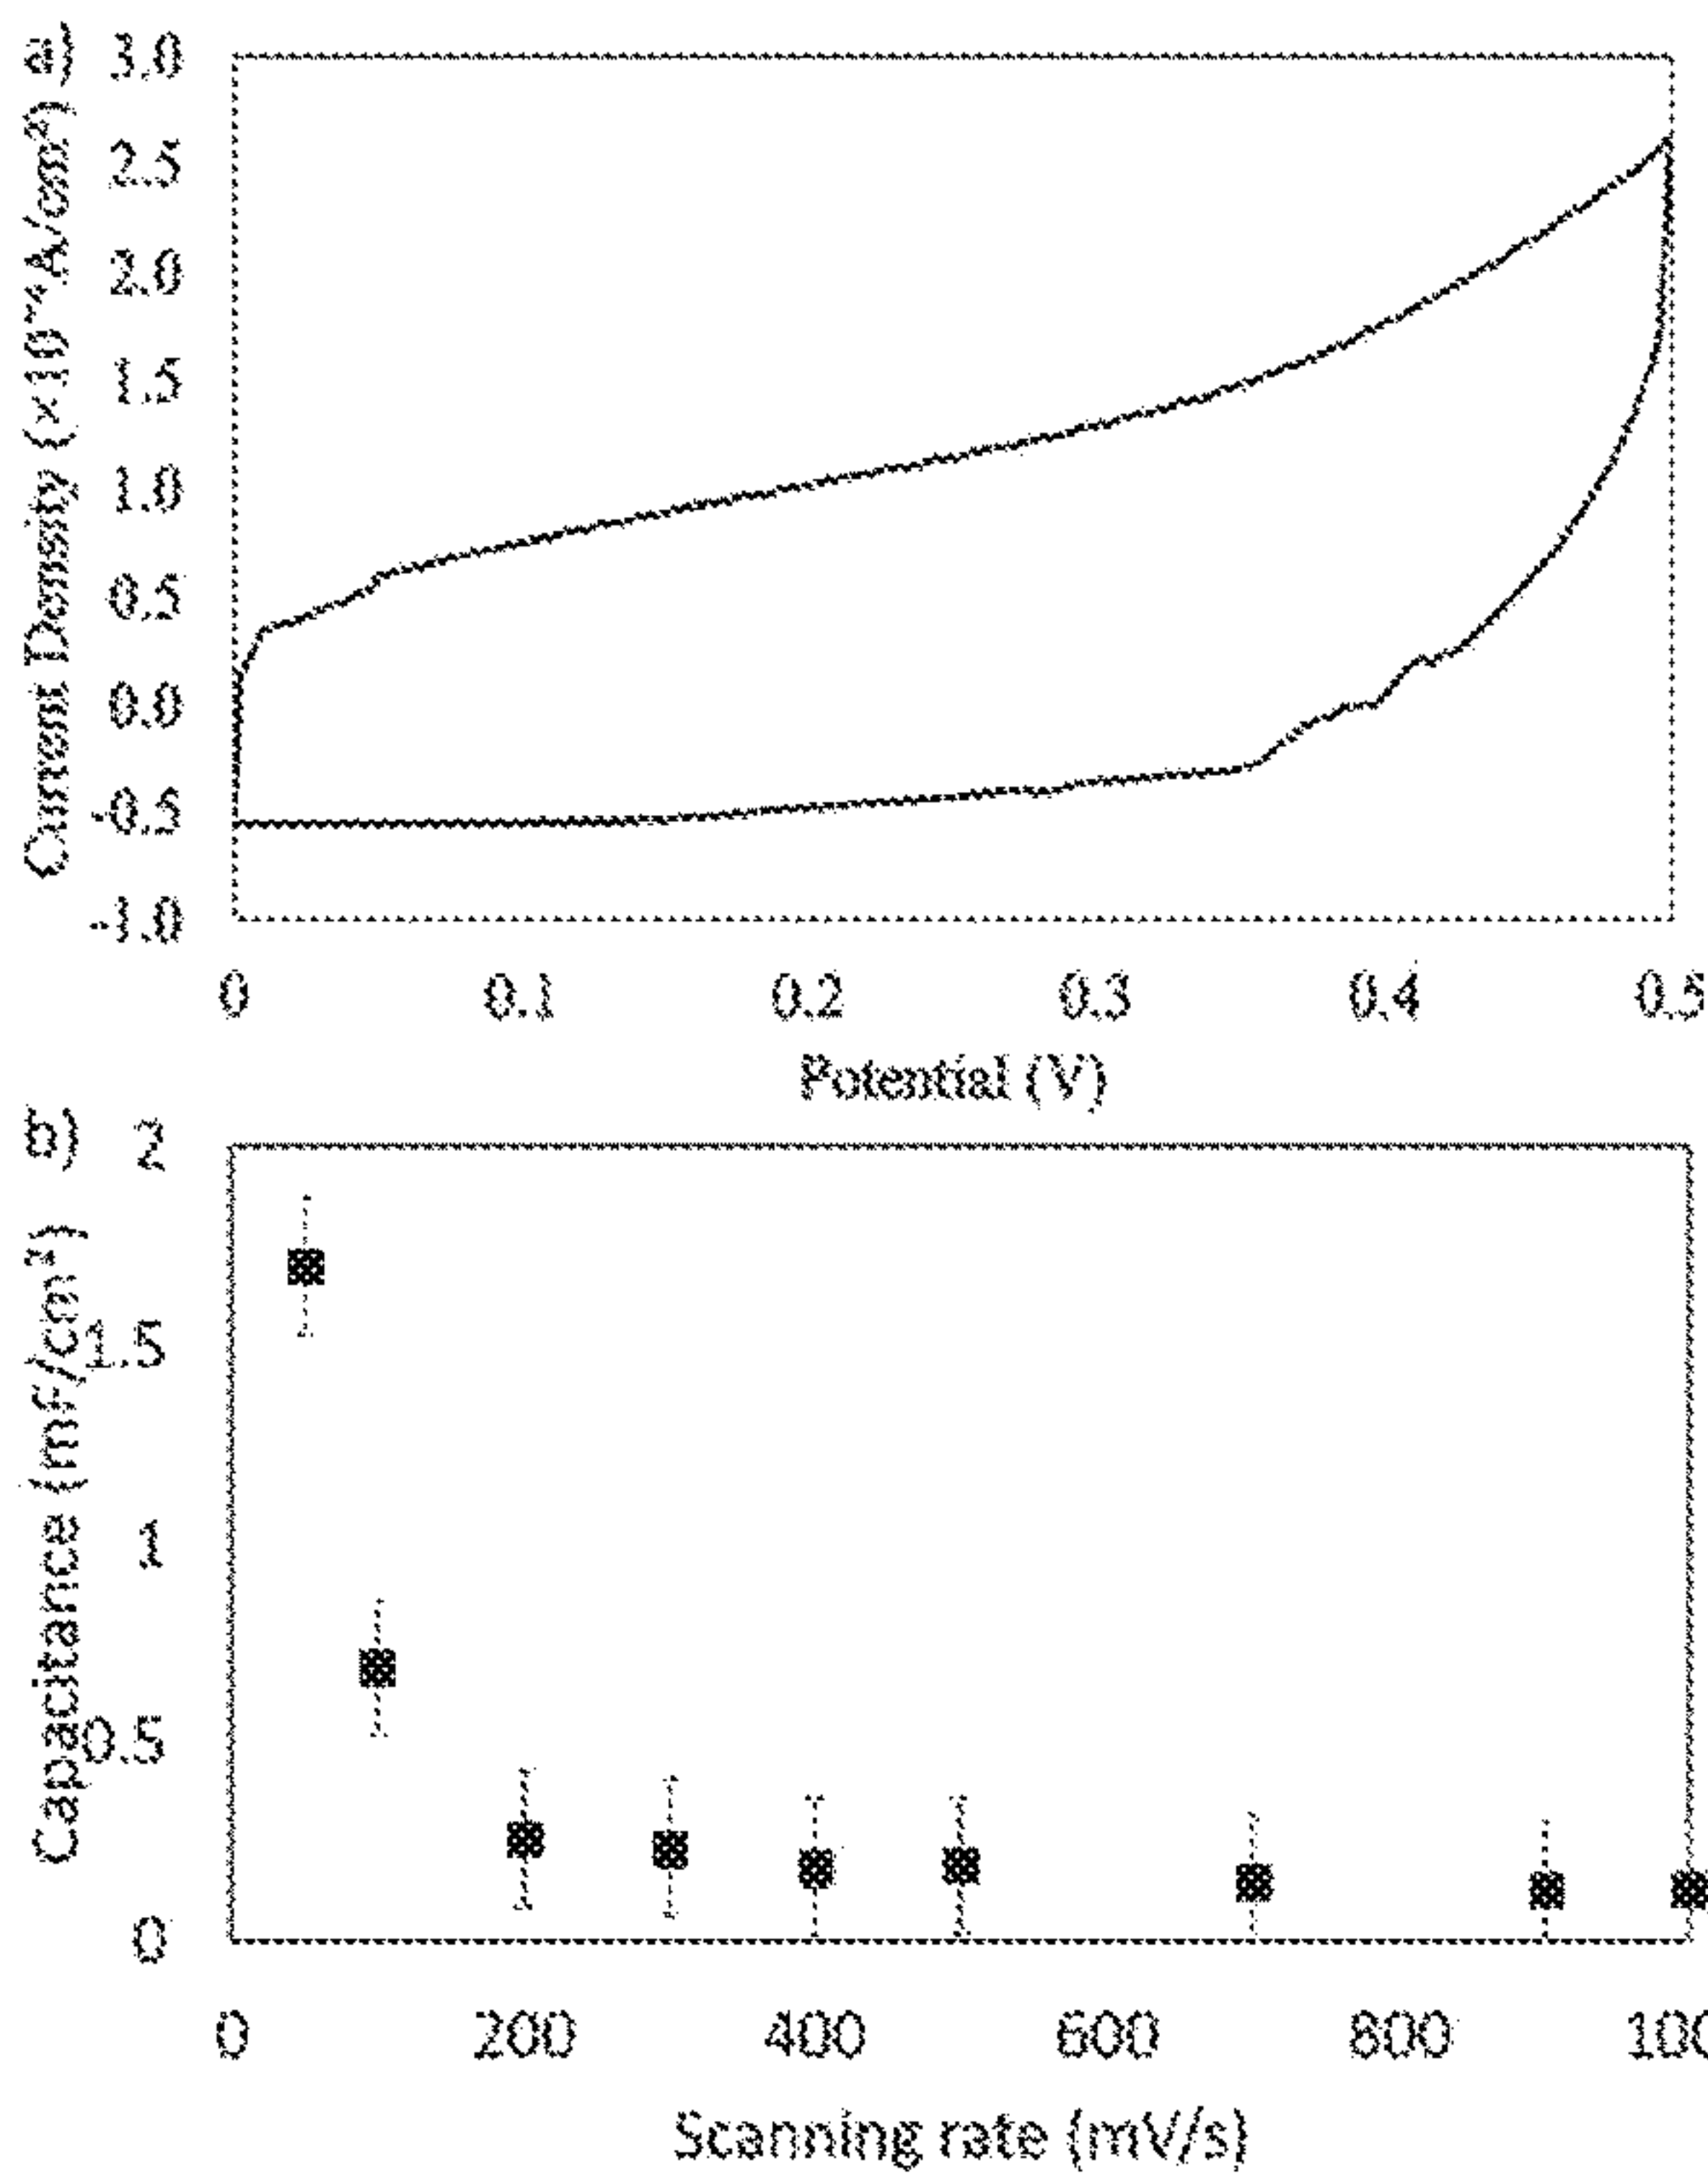 a)
Current Density (×10⁻⁴A/cm²)
3.0
2.5
2.0
1.5
1.0
0.5
0.0
-0.5
-1.0
0 0.1 0.2 0.3 0.4 0.5
Potential (V)
g)
Capacitance (mF/cm²)
2
1.5
1
0.5
0
0 200 400 600 800 100
Scanning rate (mV/s)